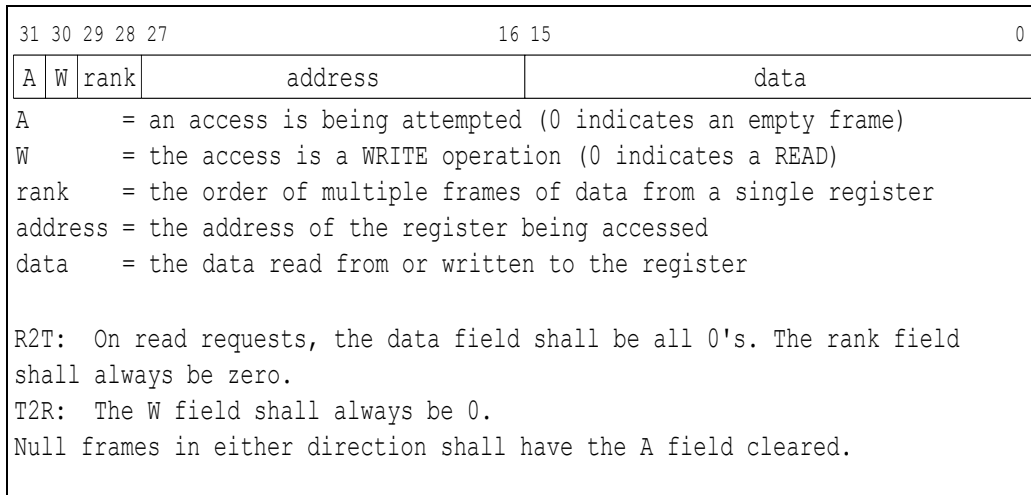 31 30 29 28 27 16 15 0
A W rank address data
A = an access is being attempted (0 indicates an empty frame)
W = the access is a WRITE operation (0 indicates a READ)
rank = the order of multiple frames of data from a single register
address = the address of the register being accessed
data = the data read from or written to the register
R2T: On read requests, the data field shall be all 0's. The rank field
shall always be zero.
T2R: The W field shall always be 0.
Null frames in either direction shall have the A field cleared.